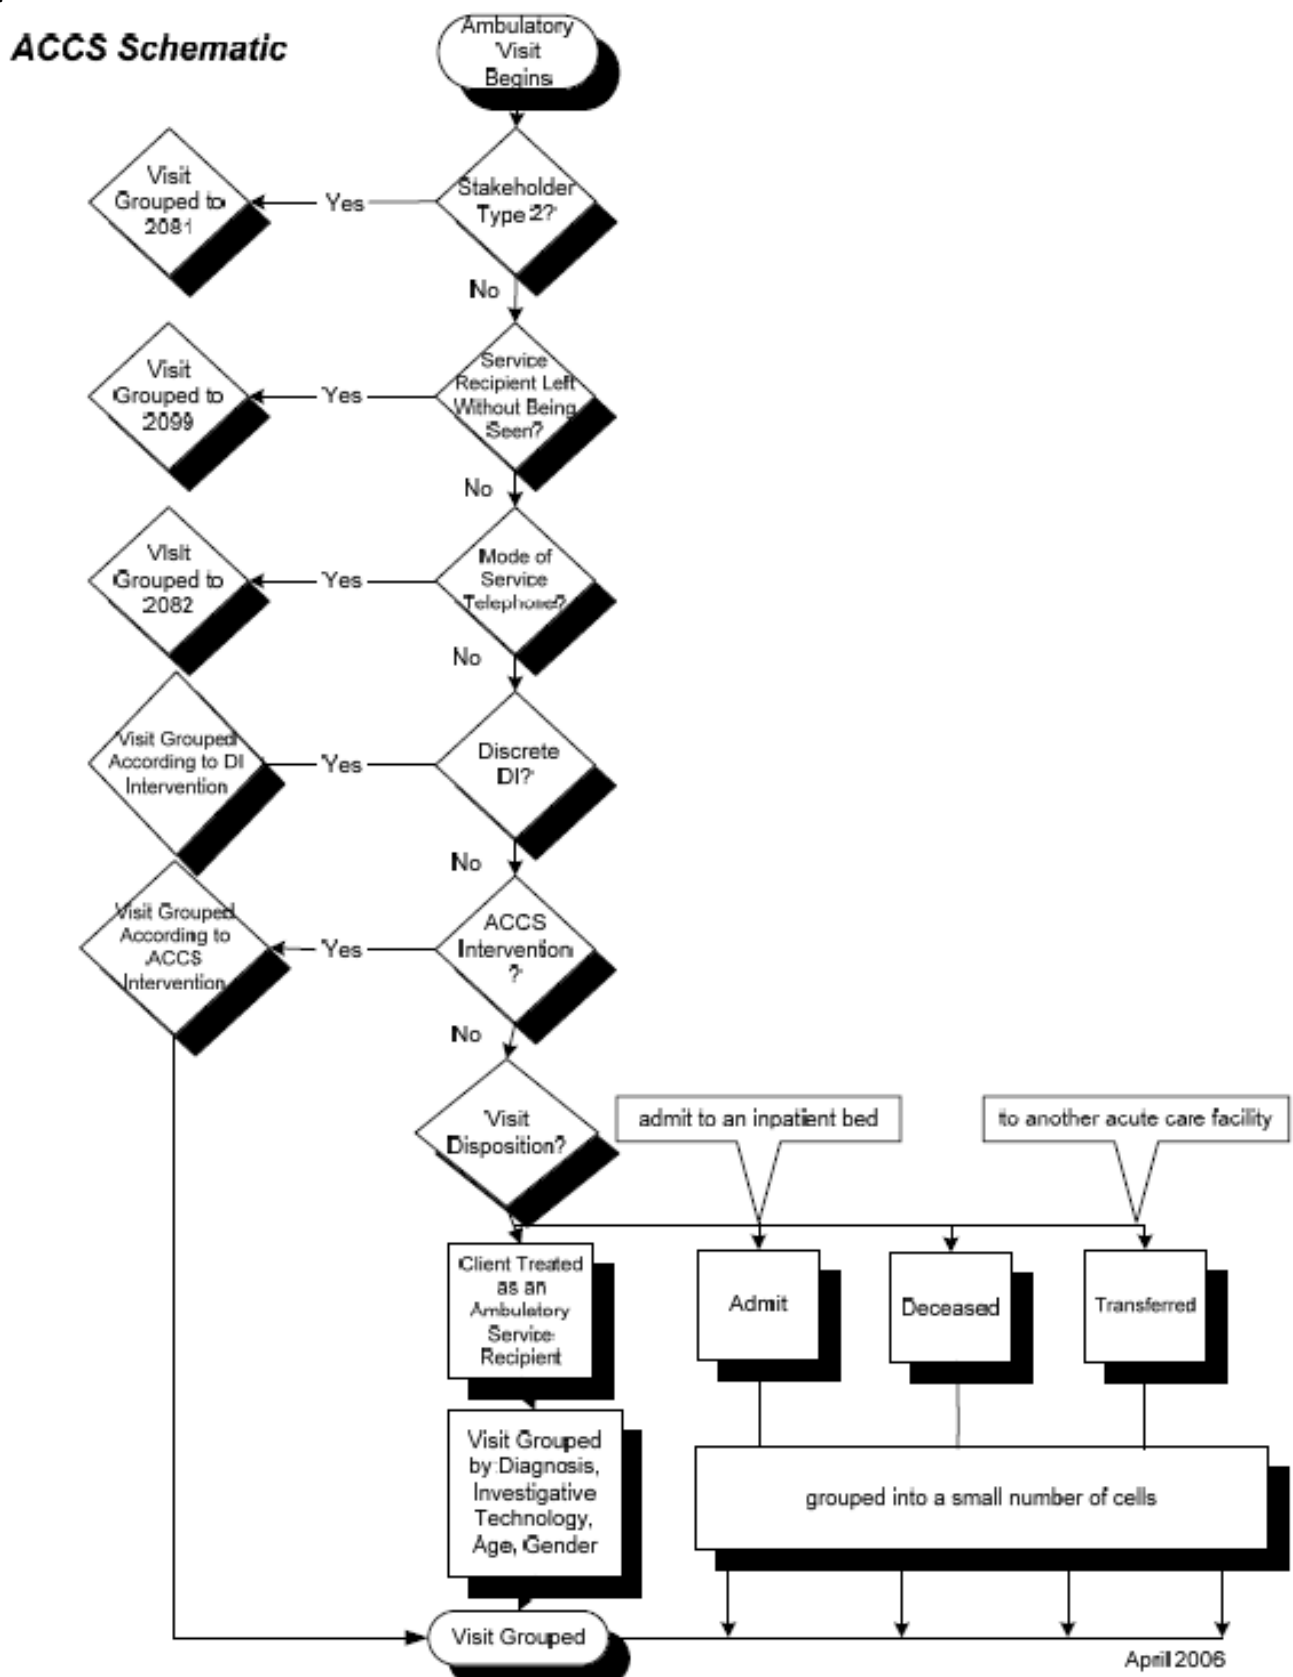 ACCS Schematic
Ambulatory
Visit
Begins
Stakeholder
Type 2?
Yes
Visit
Grouped to
2081
No
Service
Recipient Left
Without Being
Seen?
Yes
Visit
Grouped to
2099
No
Mode of
Service
Telephone?
Yes
Visit
Grouped to
2082
No
Discrete
DI?
Yes
Visit Grouped
According to DI
Intervention
No
ACCS
Intervention
?
Yes
Visit Grouped
According to
ACCS
Intervention
No
Visit
Disposition?
admit to an inpatient bed
to another acute care facility
Client Treated
as an
Ambulatory
Service
Recipient
Admit
Deceased
Transferred
Visit Grouped
by Diagnosis,
Investigative
Technology,
Age, Gender
grouped into a small number of cells
Visit Grouped
April 2006